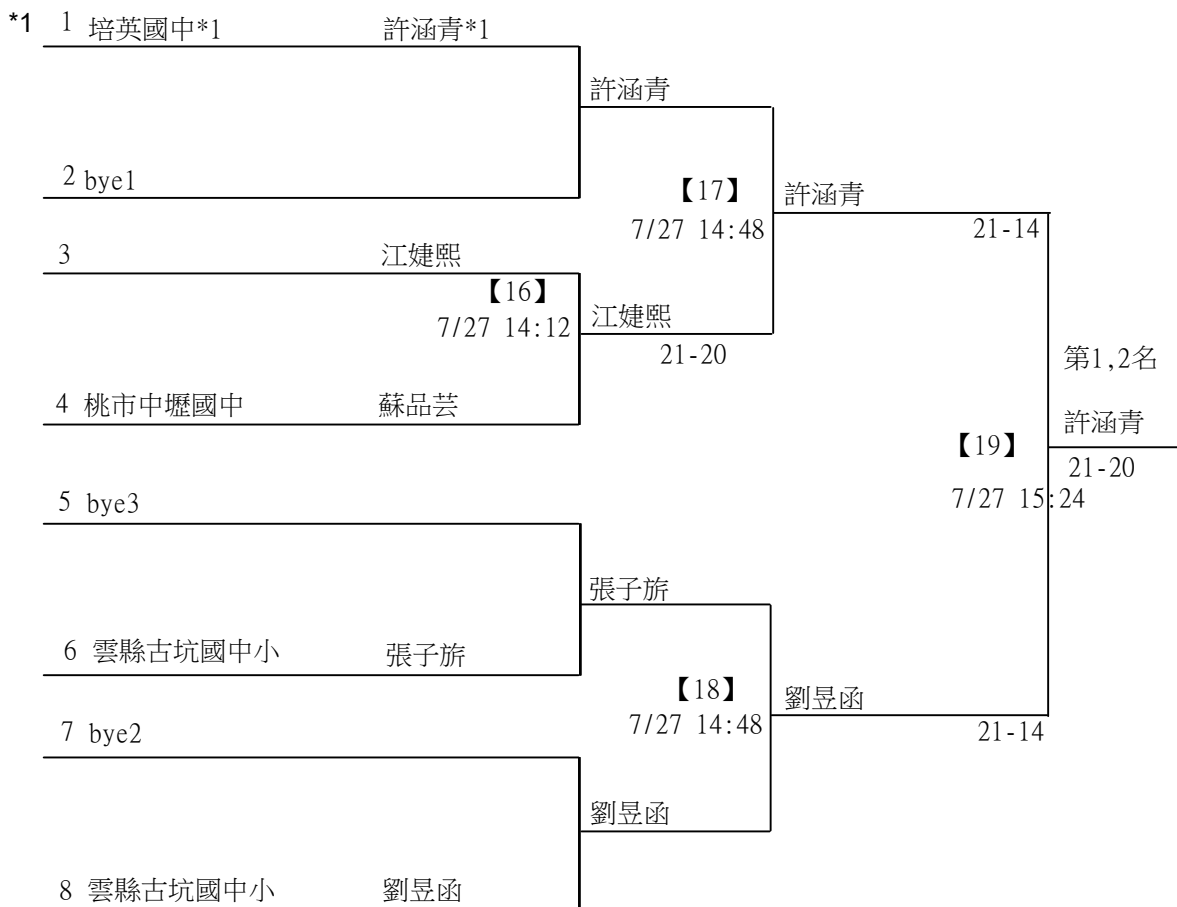 *1 1 培英國中*1 許涵青*1
許涵青
2 bye1
【17】
7/27 14:48
許涵青
21-14
3 江婕熙
【16】
7/27 14:12
江婕熙
21-20
4 桃市中壢國中 蘇品芸
第1,2名
許涵青
【19】
21-20
7/27 15:24
5 bye3
張子旂
6 雲縣古坑國中小 張子旂
【18】
7/27 14:48
劉昱函
21-14
7 bye2
劉昱函
8 雲縣古坑國中小 劉昱函